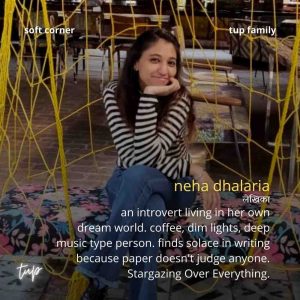 soft corner
tup family
neha dhalaria
लेखिका
an introvert living in her own
dream world. coffee, dim lights, deep
music type person. finds solace in writing
because paper doesn't judge anyone.
Stargazing Over Everything.
tup